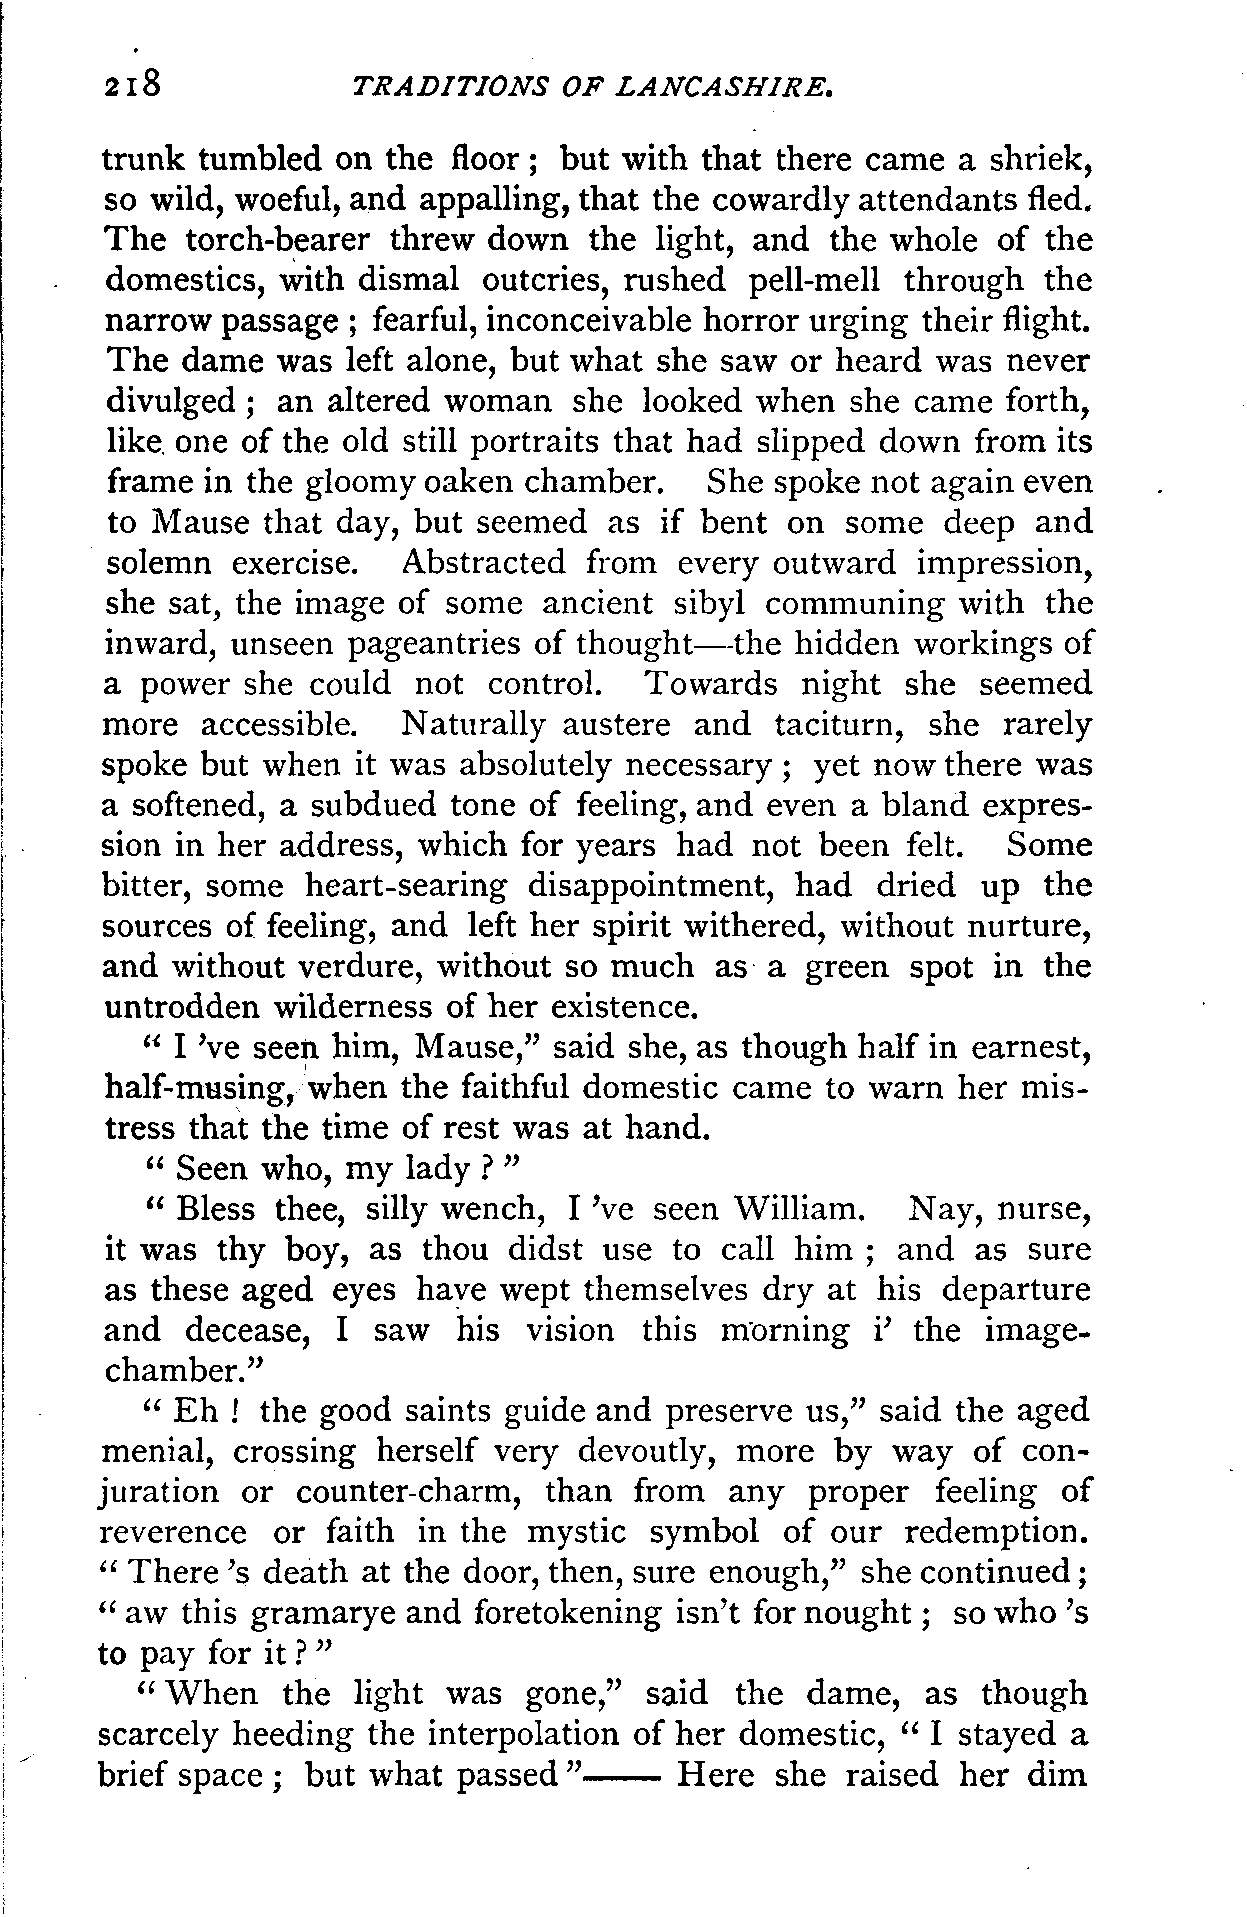 218 TRADITIONS OF LANCASHIRE.
trunk tumbled on the floor ; but with that there came a shriek,
so wild, woeful, and appalling, that the cowardly attendants fled.
The torch-bearer threw down the light, and the whole of the
domestics, with dismal outcries, rushed pell-mell through the
narrow passage ; fearful, inconceivable horror urging their flight.
The dame was left alone, but what she saw or heard was never
divulged ; an altered woman she looked when she came forth,
like one of the old still portraits that had slipped down from its
frame in the gloomy oaken chamber. She spoke not again even
to Mause that day, but seemed as if bent on some deep and
solemn exercise. Abstracted from every outward impression,
she sat, the image of some ancient sibyl communing with the
inward, unseen pageantries of thought—the hidden workings of
a power she could not control. Towards night she seemed
more accessible. Naturally austere and taciturn, she rarely
spoke but when it was absolutely necessary ; yet now there was
a softened, a subdued tone of feeling, and even a bland expres-
sion in her address, which for years had not been felt. Some
bitter, some heart-searing disappointment, had dried up the
sources of feeling, and left her spirit withered, without nurture,
and without verdure, without so much as a green spot in the
untrodden wilderness of her existence.
“ I ’ve seen him, Mause,” said she, as though half in earnest,
half-musing, when the faithful domestic came to warn her mis-
tress that the time of rest was at hand.
“ Seen who, my lady ? ”
“ Bless thee, silly wench, I ’ve seen William. Nay, nurse,
it was thy boy, as thou didst use to call him ; and as sure
as these aged eyes have wept themselves dry at his departure
and decease, I saw his vision this morning i’ the image-
chamber.”
“ Eh ! the good saints guide and preserve us,” said the aged
menial, crossing herself very devoutly, more by way of con-
juration or counter-charm, than from any proper feeling of
reverence or faith in the mystic symbol of our redemption.
“ There ’s death at the door, then, sure enough,” she continued ;
“ aw this gramarye and foretokening isn’t for nought ; so who ’s
to pay for it ? ”
“ When the light was gone,” said the dame, as though
scarcely heeding the interpolation of her domestic, “ I stayed a
brief space ; but what passed ”—— Here she raised her dim